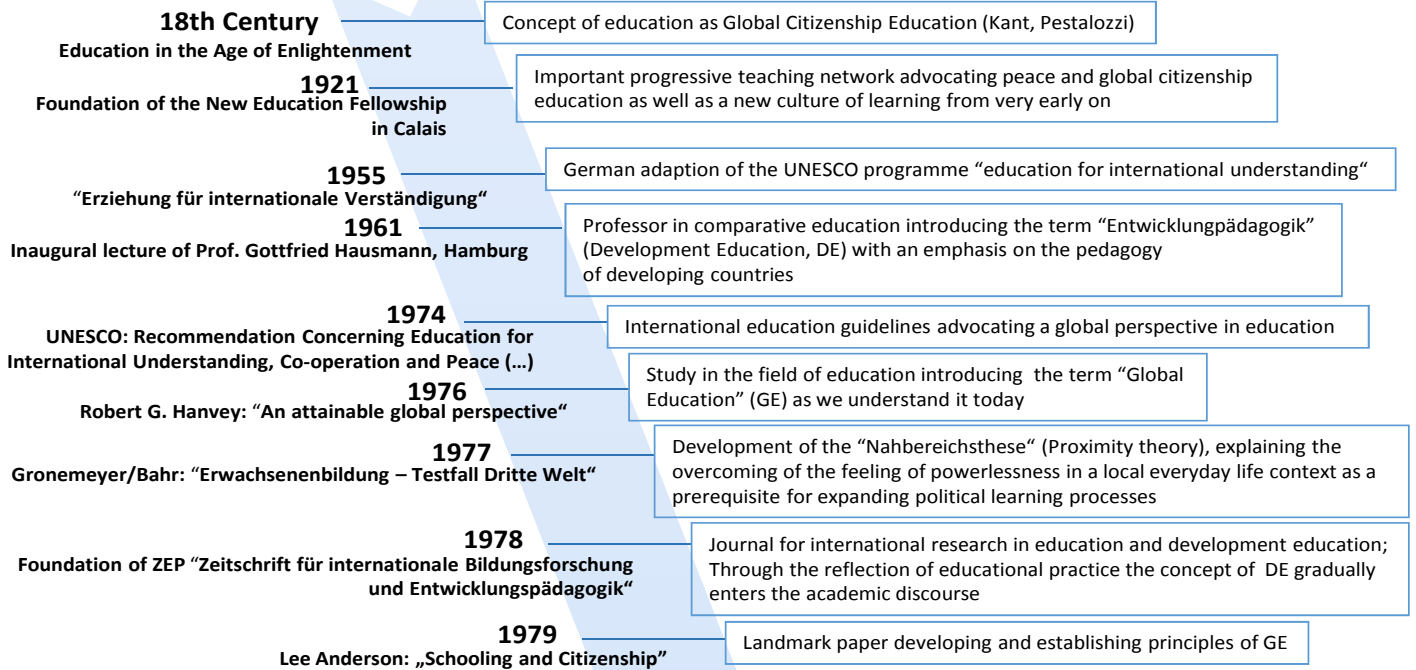 18th Century
Education in the Age of Enlightenment
Concept of education as Global Citizenship Education (Kant, Pestalozzi)
1921
Foundation of the New Education Fellowship
in Calais
Important progressive teaching network advocating peace and global citizenship
education as well as a new culture of learning from very early on
1955
“Erziehung für internationale Verständigung“
German adaption of the UNESCO programme “education for international understanding“
1961
Inaugural lecture of Prof. Gottfried Hausmann, Hamburg
Professor in comparative education introducing the term “Entwicklungpädagogik”
(Development Education, DE) with an emphasis on the pedagogy
of developing countries
1974
UNESCO: Recommendation Concerning Education for
International Understanding, Co-operation and Peace (…)
International education guidelines advocating a global perspective in education
1976
Robert G. Hanvey: “An attainable global perspective“
Study in the field of education introducing the term “Global
Education” (GE) as we understand it today
1977
Gronemeyer/Bahr: “Erwachsenenbildung – Testfall Dritte Welt“
Development of the “Nahbereichsthese“ (Proximity theory), explaining the
overcoming of the feeling of powerlessness in a local everyday life context as a
prerequisite for expanding political learning processes
1978
Foundation of ZEP “Zeitschrift für internationale Bildungsforschung
und Entwicklungspädagogik“
Journal for international research in education and development education;
Through the reflection of educational practice the concept of DE gradually
enters the academic discourse
1979
Lee Anderson: „Schooling and Citizenship”
Landmark paper developing and establishing principles of GE